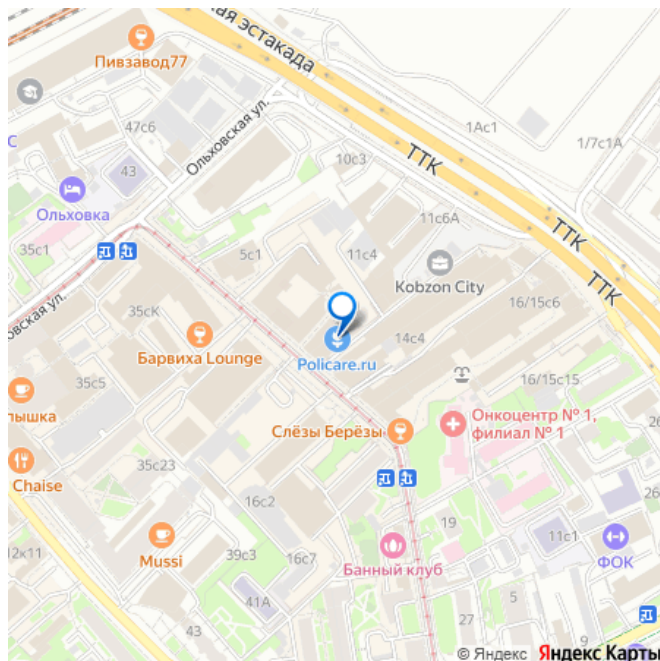 кая эстакада
Пивзавод77
47с6
Ольховская ул.
1Ас1
1/7с1А
С
43
10с3
ТТК
Ольховка
35с1
5с1
11с4
11с6А
ТТК
ТТК
Kobzon City
овская ул.
35сК
16/15с6
Барвиха Lounge
Policare.ru
14с4
35с5
16/15с15
пышка
Слёзы Берёзы
Онкоцентр № 1,
филиал № 1
26
Chaise
35с23
16с2
19
11с1
Mussi
39с3
16с7
Банный клуб
ФОК
12к11
41А
43
27
5
9
26
© Яндекс Яндекс Карты